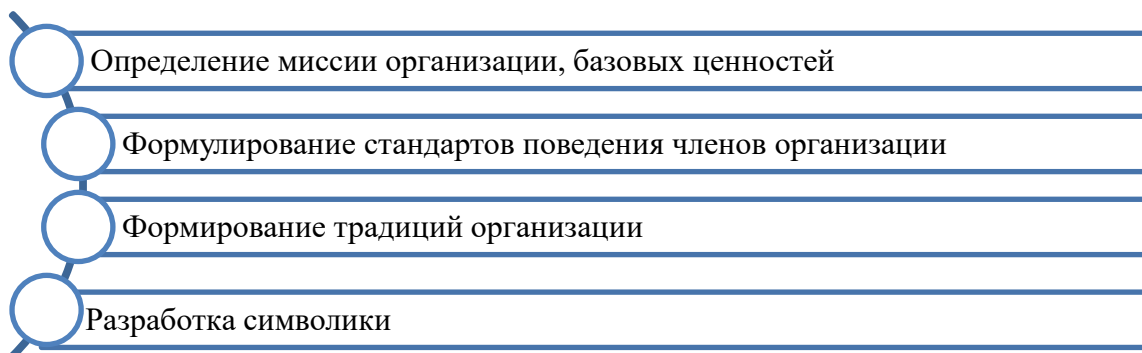 Определение миссии организации, базовых ценностей
Формулирование стандартов поведения членов организации
Формирование традиций организации
Разработка символики